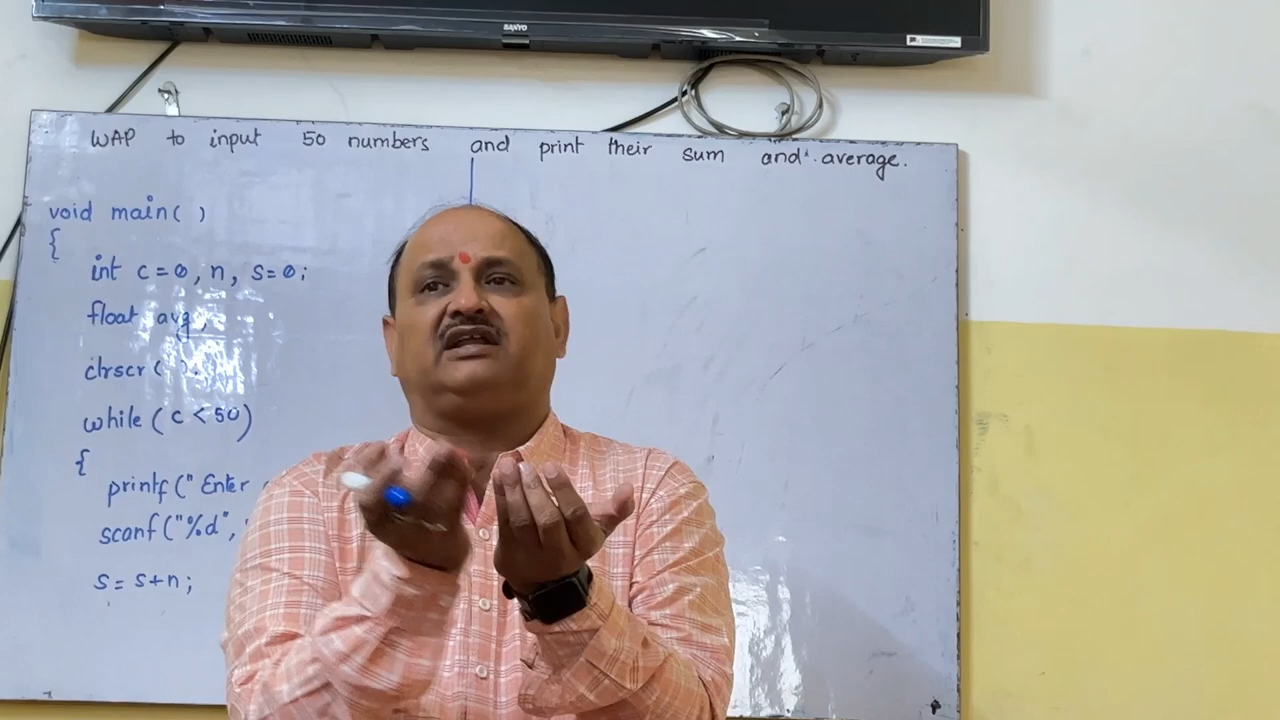 SANYO
WAP to input 50 numbers and print their sum and average.
void main( )
{
int c=0, n, s=0;
float avg,
clrscr( );
while (c<50)
{
printf(" Enter
scanf("%d",
s= s+n;